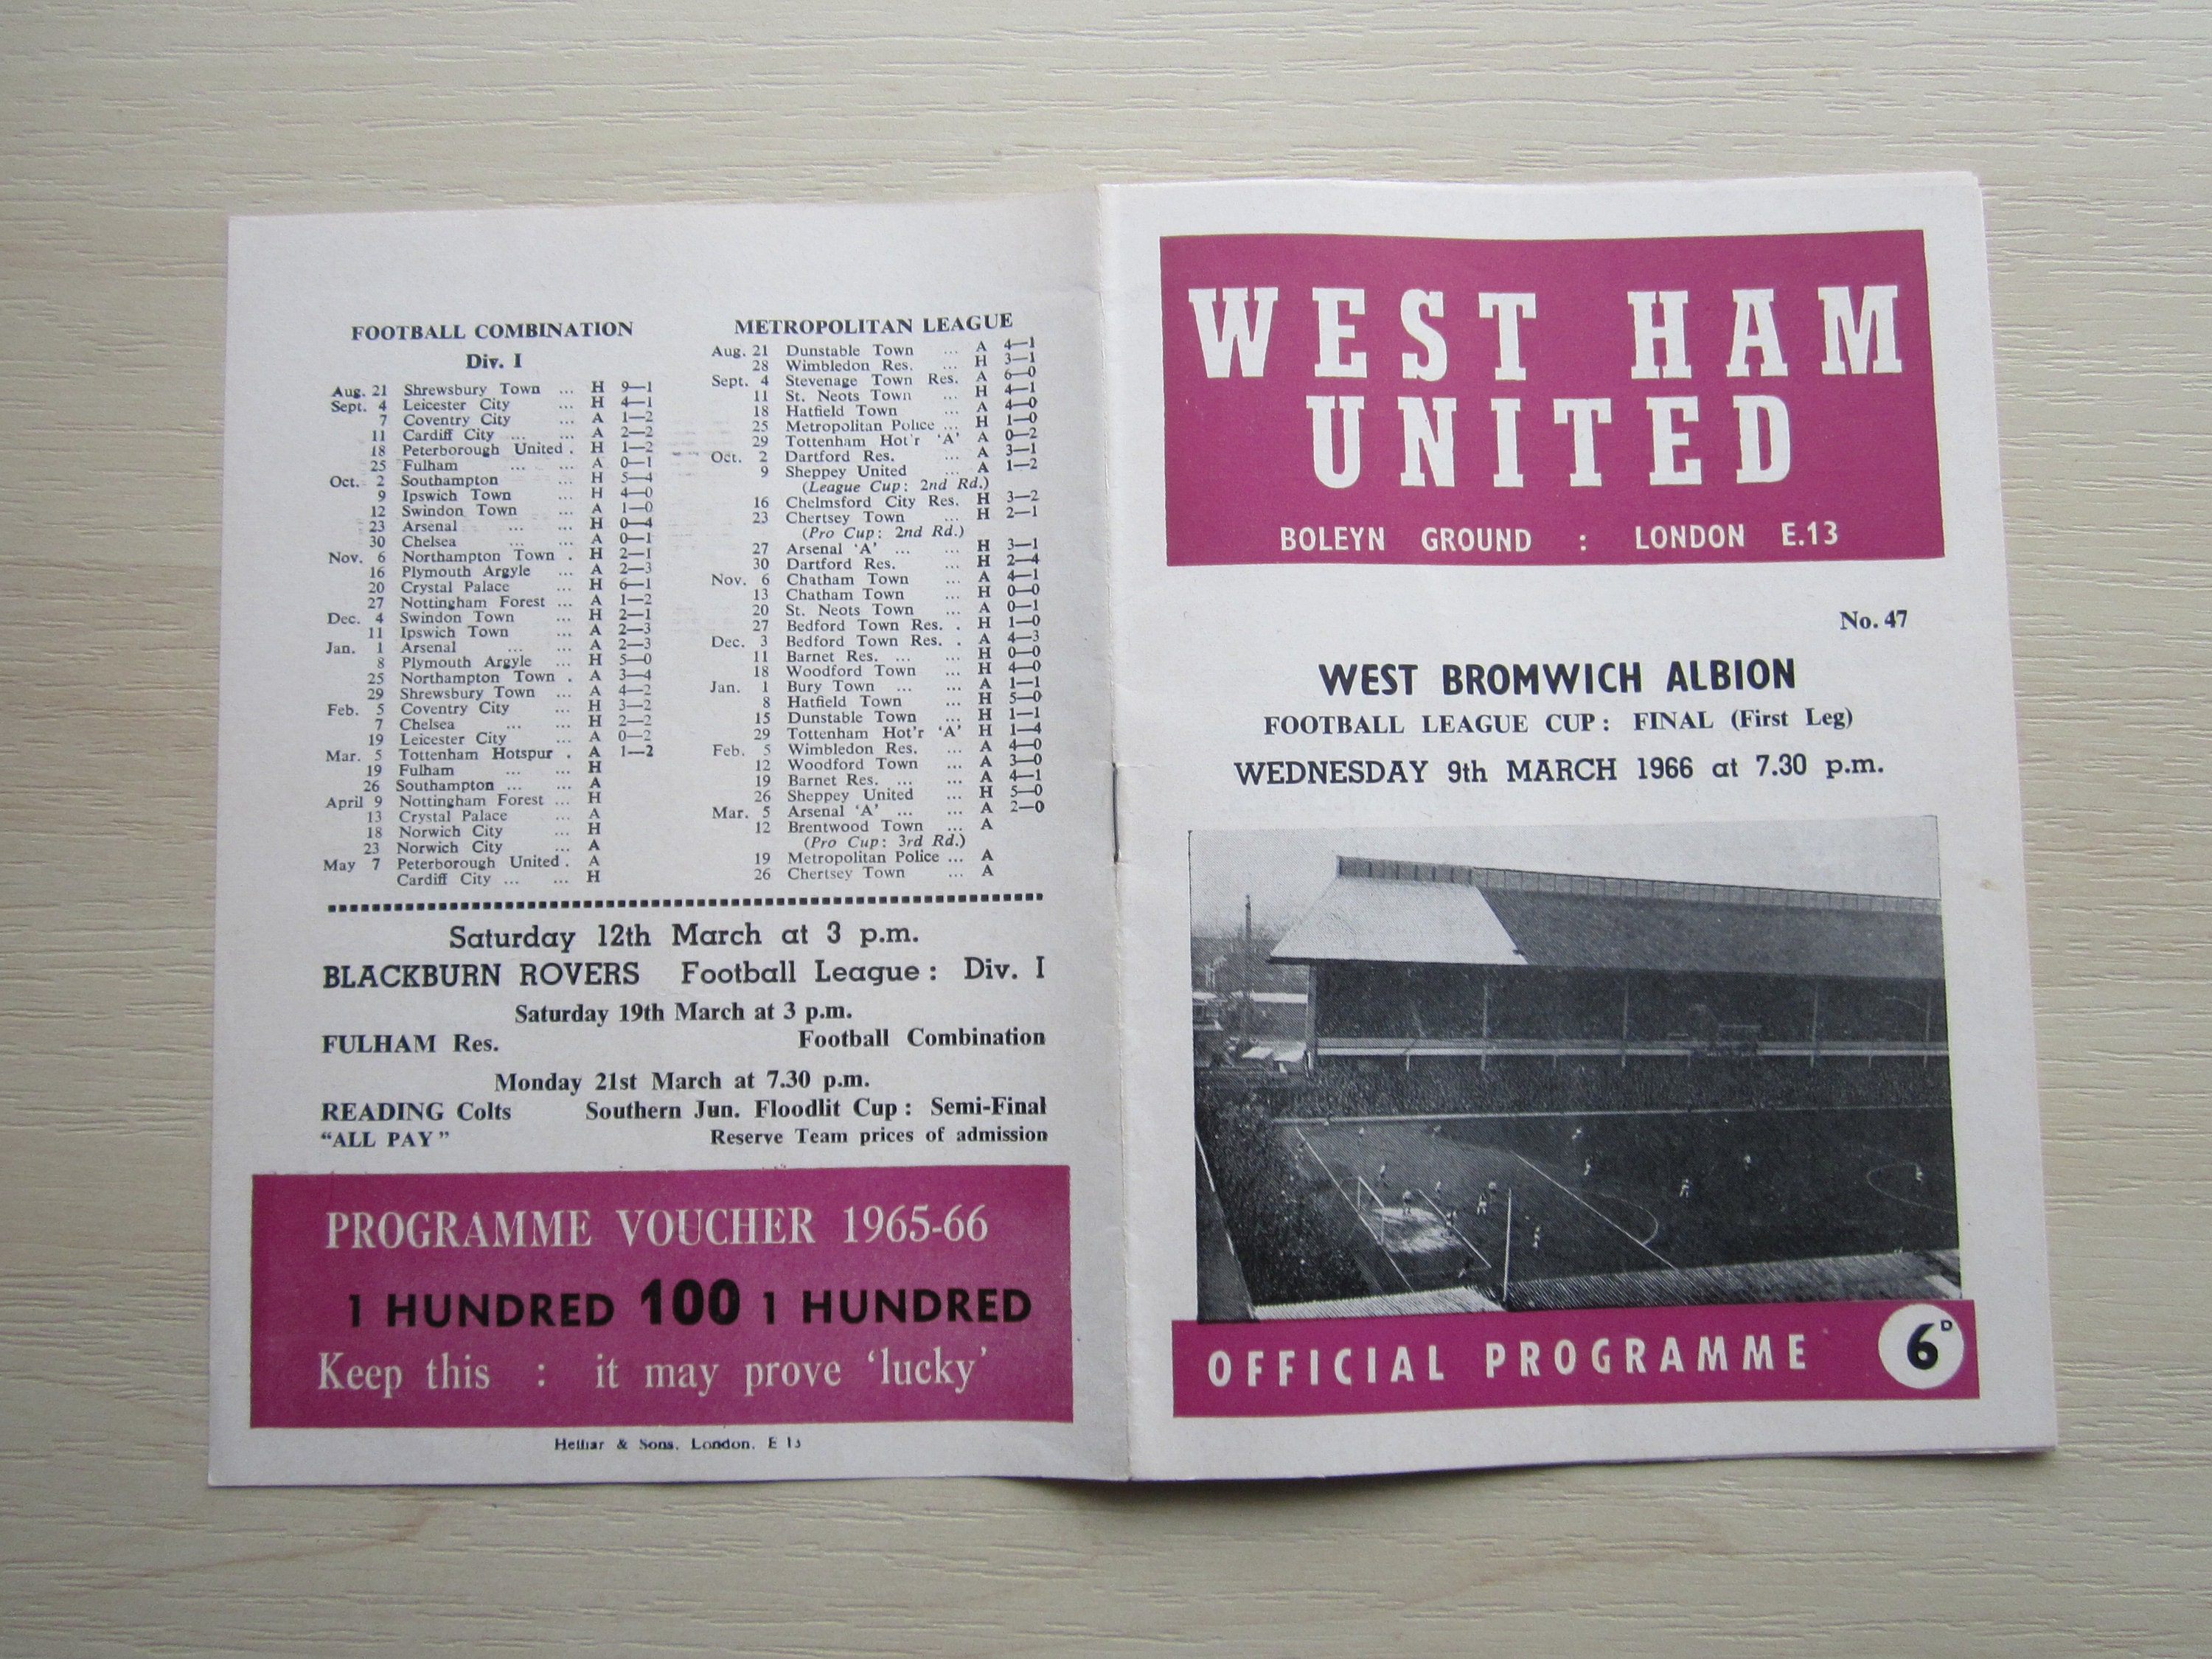 FOOTBALL COMBINATION
Div. I
Aug. 21 Shrewsbury Town ... H 9—1
Sept. 4 Leicester City ... H 4—1
7 Coventry City ... A 1—2
11 Cardiff City ... ... A 2—2
18 Peterborough United . H 1—2
25 Fulham ... ... A 0—1
Oct. 2 Southampton ... H 5—4
9 Ipswich Town ... H 4—0
12 Swindon Town ... A 1—0
23 Arsenal ... ... H 0—4
30 Chelsea ... ... A 0—1
Nov. 6 Northampton Town . H 2—1
16 Plymouth Argyle ... A 2—3
20 Crystal Palace ... H 6—1
27 Nottingham Forest ... A 1—2
Dec. 4 Swindon Town ... H 2—1
11 Ipswich Town ... A 2—3
Jan. 1 Arsenal ... ... A 2—3
8 Plymouth Argyle ... H 5—0
25 Northampton Town . A 3—4
29 Shrewsbury Town ... A 4—2
Feb. 5 Coventry City ... H 3—2
7 Chelsea ... ... H 2—2
19 Leicester City ... A 0—2
Mar. 5 Tottenham Hotspur . A 1—2
19 Fulham ... ... H
26 Southampton ... ... A
April 9 Nottingham Forest ... H
13 Crystal Palace ... A
18 Norwich City ... H
23 Norwich City ... A
May 7 Peterborough United . A
Cardiff City ... ... H
METROPOLITAN LEAGUE
Aug. 21 Dunstable Town ... A 4—1
28 Wimbledon Res. ... H 3—1
Sept. 4 Stevenage Town Res. A 6—0
11 St. Neots Town ... H 4—1
18 Hatfield Town ... A 4—0
25 Metropolitan Police ... H 1—0
29 Tottenham Hot'r 'A' A 0—2
Oct. 2 Dartford Res. ... A 3—1
9 Sheppey United ... A 1—2
(League Cup: 2nd Rd.)
16 Chelmsford City Res. H 3—2
23 Chertsey Town ... H 2—1
(Pro Cup: 2nd Rd.)
27 Arsenal 'A' ... ... H 3—1
30 Dartford Res. ... H 2—4
Nov. 6 Chatham Town ... A 4—1
13 Chatham Town ... H 0—0
20 St. Neots Town ... A 0—1
27 Bedford Town Res. . H 1—0
Dec. 3 Bedford Town Res. . A 4—3
11 Barnet Res. ... ... H 0—0
18 Woodford Town ... H 4—0
Jan. 1 Bury Town ... ... A 1—1
8 Hatfield Town ... H 5—0
15 Dunstable Town ... H 1—1
29 Tottenham Hot'r 'A' H 1—4
Feb. 5 Wimbledon Res. ... A 4—0
12 Woodford Town ... A 3—0
19 Barnet Res. ... ... A 4—1
26 Sheppey United ... H 5—0
Mar. 5 Arsenal 'A' ... ... A 2—0
12 Brentwood Town ... A
(Pro Cup: 3rd Rd.)
19 Metropolitan Police ... A
26 Chertsey Town ... A
Saturday 12th March at 3 p.m.
BLACKBURN ROVERS Football League : Div. I
Saturday 19th March at 3 p.m.
FULHAM Res. Football Combination
Monday 21st March at 7.30 p.m.
READING Colts Southern Jun. Floodlit Cup : Semi-Final
"ALL PAY" Reserve Team prices of admission
PROGRAMME VOUCHER 1965-66
1 HUNDRED 100 1 HUNDRED
Keep this : it may prove 'lucky'
Helliar & Sons, London, E 13
WEST HAM
UNITED
BOLEYN GROUND : LONDON E.13
No. 47
WEST BROMWICH ALBION
FOOTBALL LEAGUE CUP : FINAL (First Leg)
WEDNESDAY 9th MARCH 1966 at 7.30 p.m.
OFFICIAL PROGRAMME 6D